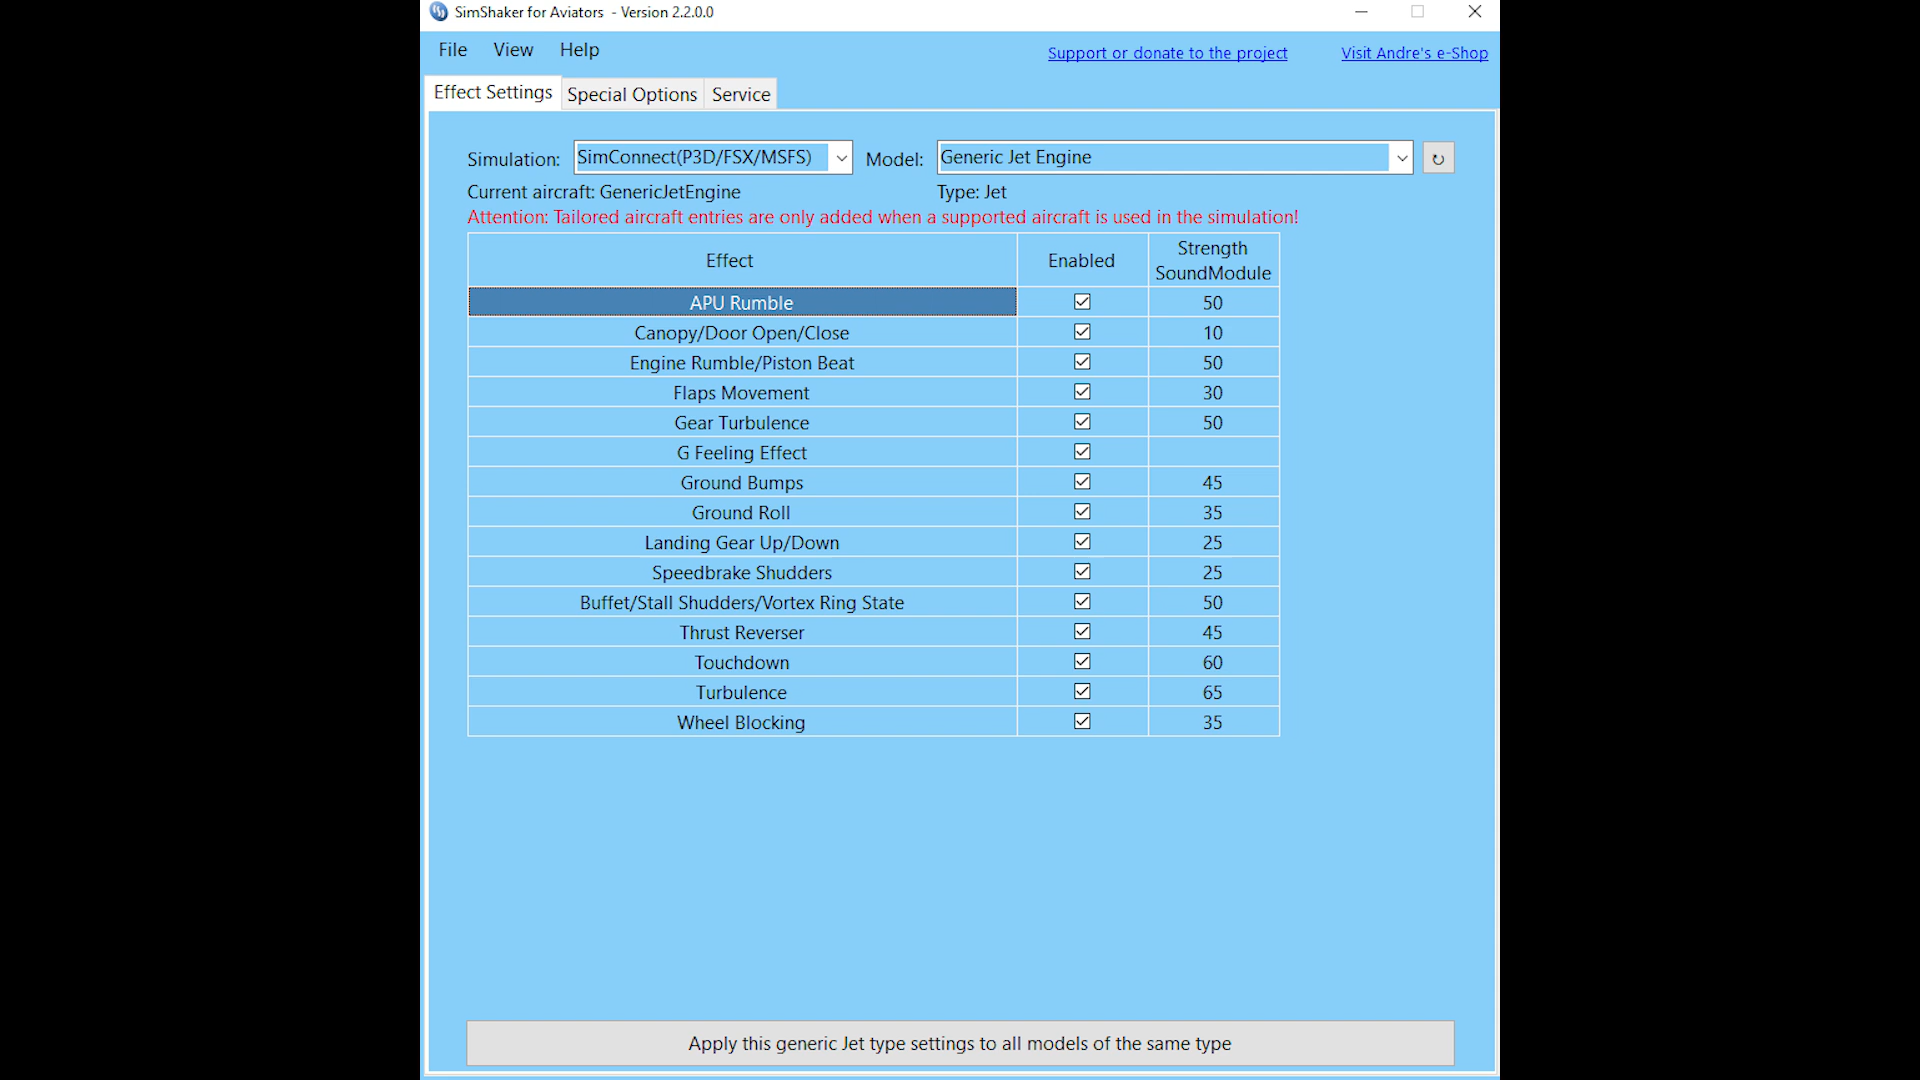 SimShaker for Aviators - Version 2.2.0.0
File View Help Support or donate to the project Visit Andre's e-Shop
Effect Settings Special Options Service
Simulation: SimConnect(P3D/FSX/MSFS) Model: Generic Jet Engine ↻
Current aircraft: GenericJetEngine Type: Jet
Attention: Tailored aircraft entries are only added when a supported aircraft is used in the simulation!
Effect Enabled Strength SoundModule
APU Rumble 50
Canopy/Door Open/Close 10
Engine Rumble/Piston Beat 50
Flaps Movement 30
Gear Turbulence 50
G Feeling Effect
Ground Bumps 45
Ground Roll 35
Landing Gear Up/Down 25
Speedbrake Shudders 25
Buffet/Stall Shudders/Vortex Ring State 50
Thrust Reverser 45
Touchdown 60
Turbulence 65
Wheel Blocking 35
Apply this generic Jet type settings to all models of the same type